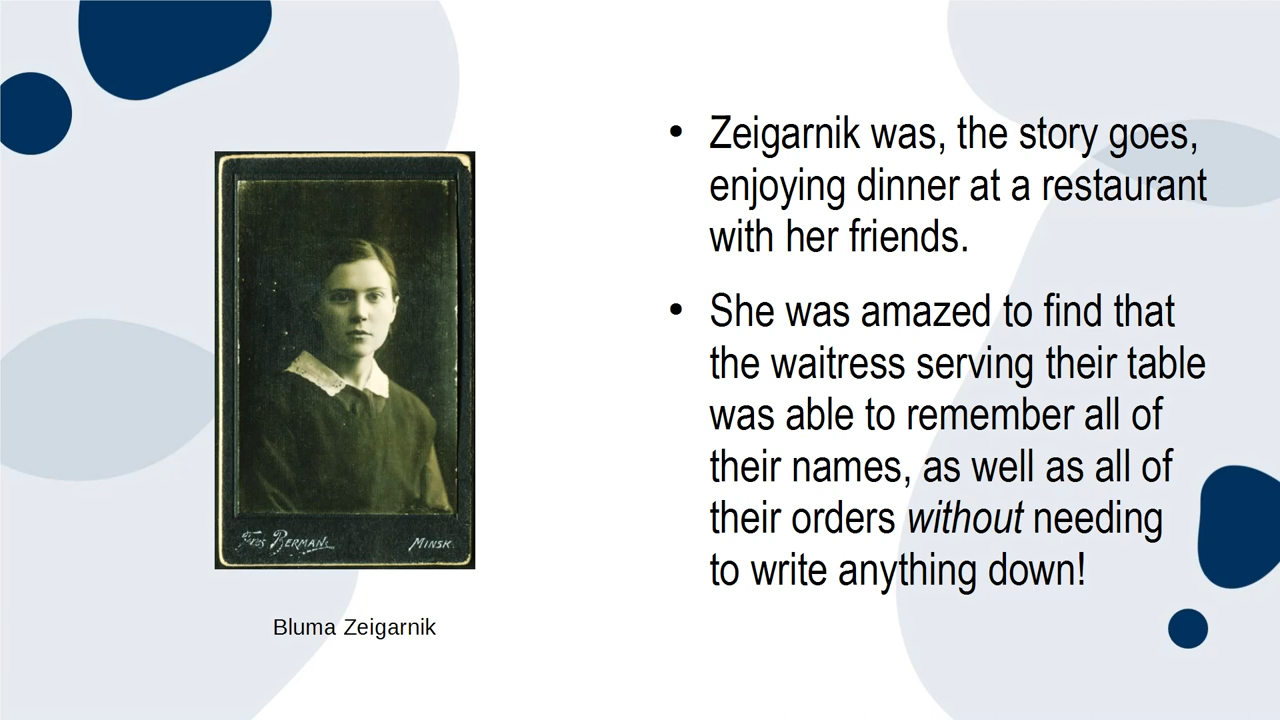 Zeigarnik was, the story goes,
enjoying dinner at a restaurant
with her friends.
She was amazed to find that
the waitress serving their table
was able to remember all of
their names, as well as all of
their orders without needing
to write anything down!
BERMAN
MINSK.
Bluma Zeigarnik